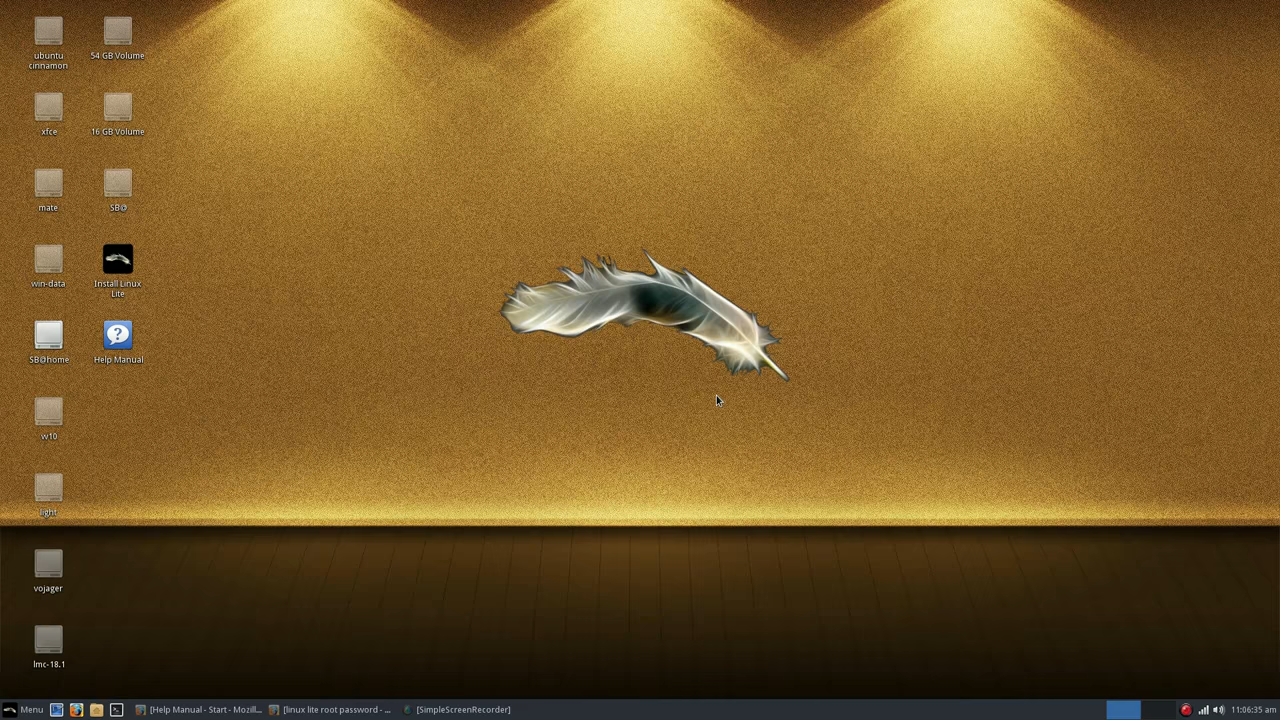 ubuntu
cinnamon
54 GB Volume
xfce
16 GB Volume
mate
SB@
win-data
Install Linux
Lite
SB@home
Help Manual
w10
light
vojager
lmc-18.1
Menu
[Help Manual - Start - Mozill...
[linux lite root password - ...
[SimpleScreenRecorder]
11:06:35 am